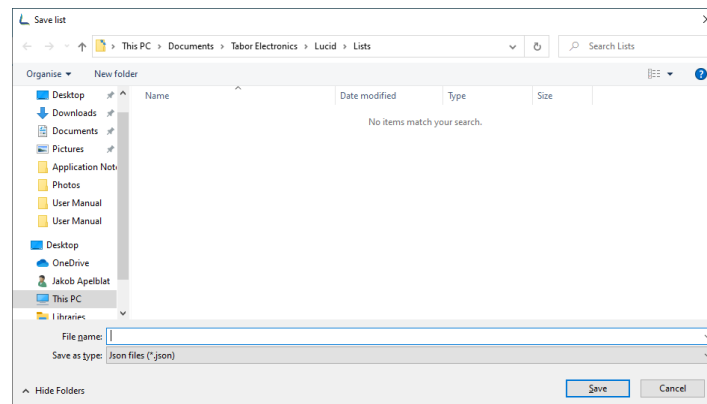 Save list
This PC > Documents > Tabor Electronics > Lucid > Lists
Search Lists
Organise
New folder
?
Name
Date modified
Type
Size
No items match your search.
Desktop
Downloads
Documents
Pictures
Application Not
Photos
User Manual
User Manual
Desktop
OneDrive
Jakob Apelblat
This PC
Libraries
File name:
Save as type: Json files (*.json)
Hide Folders
Save
Cancel